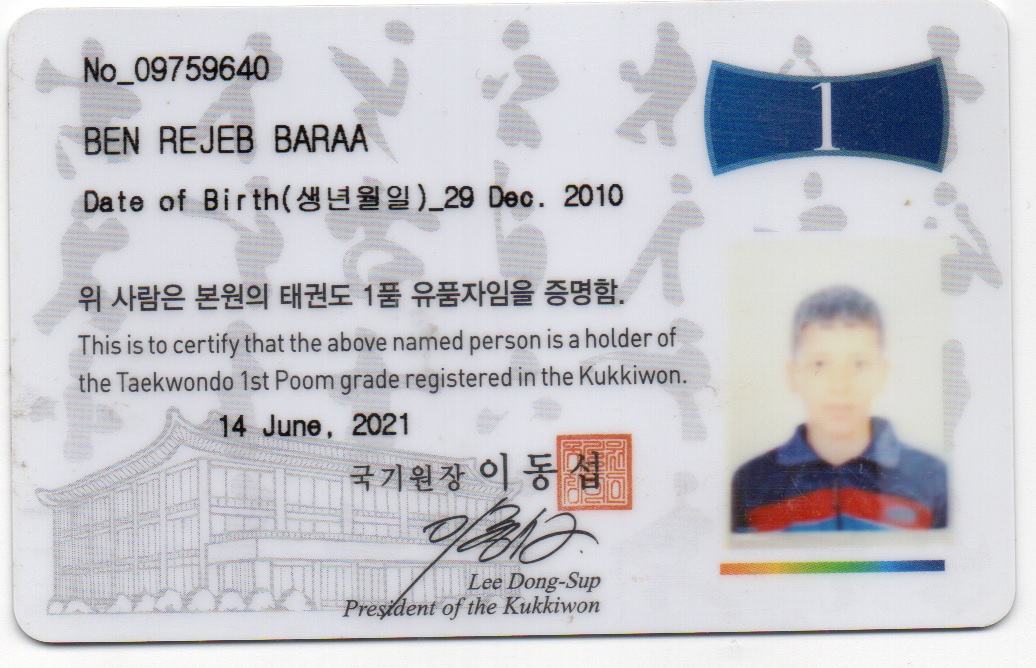 No_09759640
1
BEN REJEB BARAA
Date of Birth(생년월일)_29 Dec. 2010
위 사람은 본원의 태권도 1품 유품자임을 증명함.
This is to certify that the above named person is a holder of
the Taekwondo 1st Poom grade registered in the Kukkiwon.
14 June, 2021
국기원장 이동섭
Lee Dong-Sup
President of the Kukkiwon